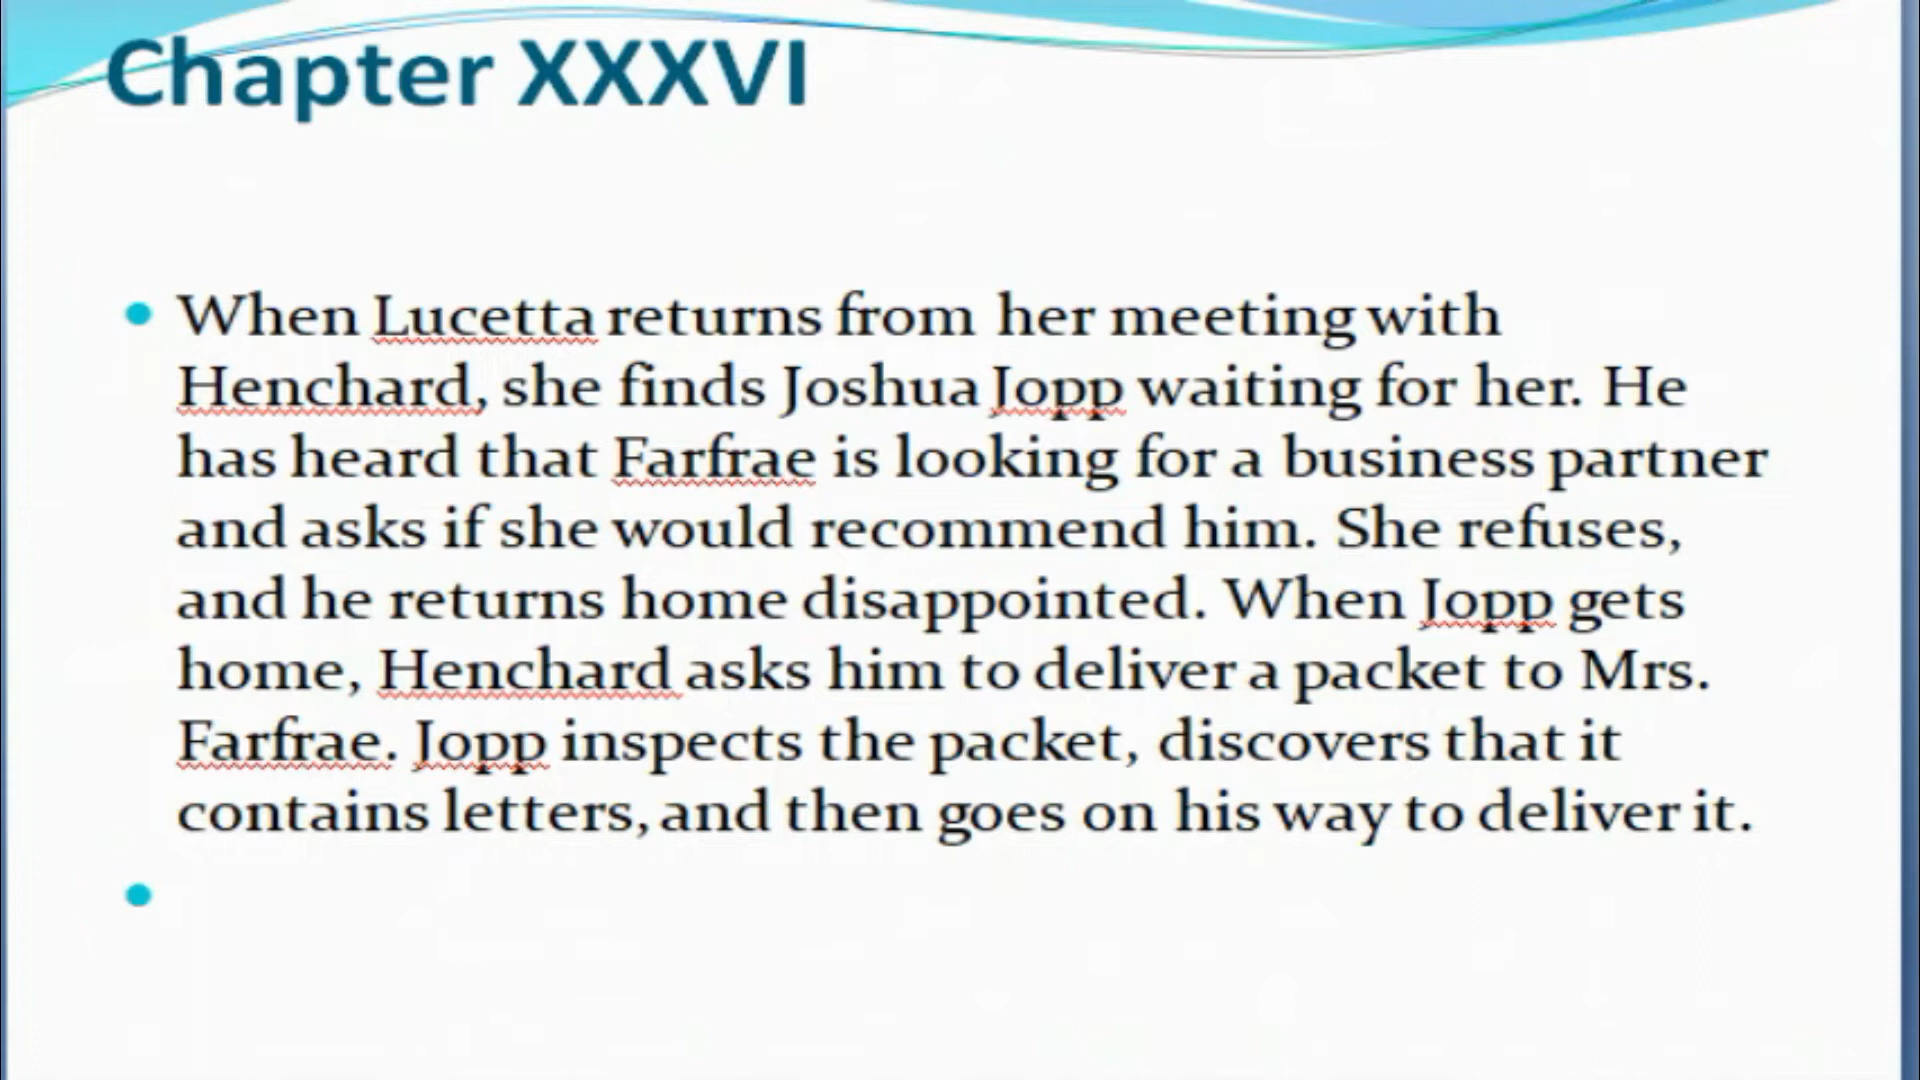 Chapter XXXVI
When Lucetta returns from her meeting with
Henchard, she finds Joshua Jopp waiting for her. He
has heard that Farfrae is looking for a business partner
and asks if she would recommend him. She refuses,
and he returns home disappointed. When Jopp gets
home, Henchard asks him to deliver a packet to Mrs.
Farfrae. Jopp inspects the packet, discovers that it
contains letters, and then goes on his way to deliver it.